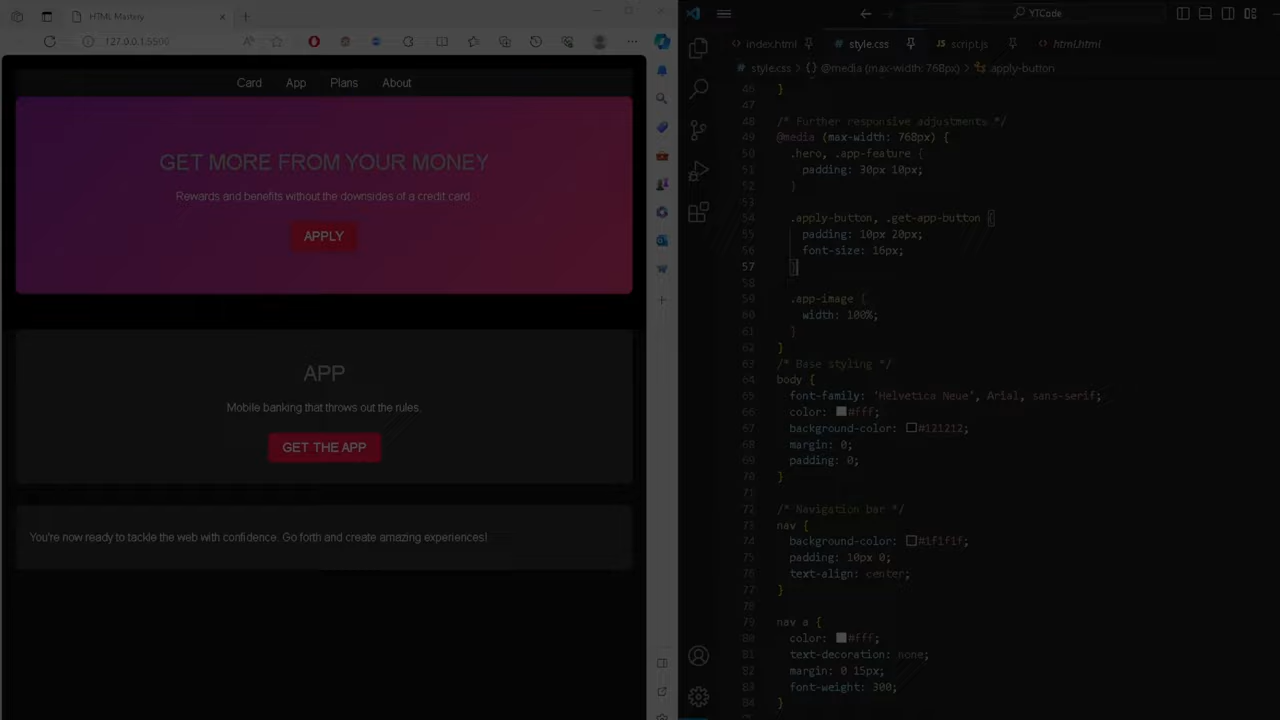 HTML Mastery
127.0.0.1:5500
Card App Plans About
GET MORE FROM YOUR MONEY
Rewards and benefits without the downsides of a credit card.
APPLY
APP
Mobile banking that throws out the rules.
GET THE APP
You're now ready to tackle the web with confidence. Go forth and create amazing experiences!
YTCode
index.html style.css script.js html.html
style.css > {} @media (max-width: 768px) > .apply-button
46 }
47
48 /* Further responsive adjustments */
49 @media (max-width: 768px) {
50 .hero, .app-feature {
51 padding: 30px 10px;
52 }
53
54 .apply-button, .get-app-button {
55 padding: 10px 20px;
56 font-size: 16px;
57 }
58
59 .app-image {
60 width: 100%;
61 }
62 }
63 /* Base styling */
64 body {
65 font-family: 'Helvetica Neue', Arial, sans-serif;
66 color: #fff;
67 background-color: #121212;
68 margin: 0;
69 padding: 0;
70 }
71
72 /* Navigation bar */
73 nav {
74 background-color: #1f1f1f;
75 padding: 10px 0;
76 text-align: center;
77 }
78
79 nav a {
80 color: #fff;
81 text-decoration: none;
82 margin: 0 15px;
83 font-weight: 300;
84 }